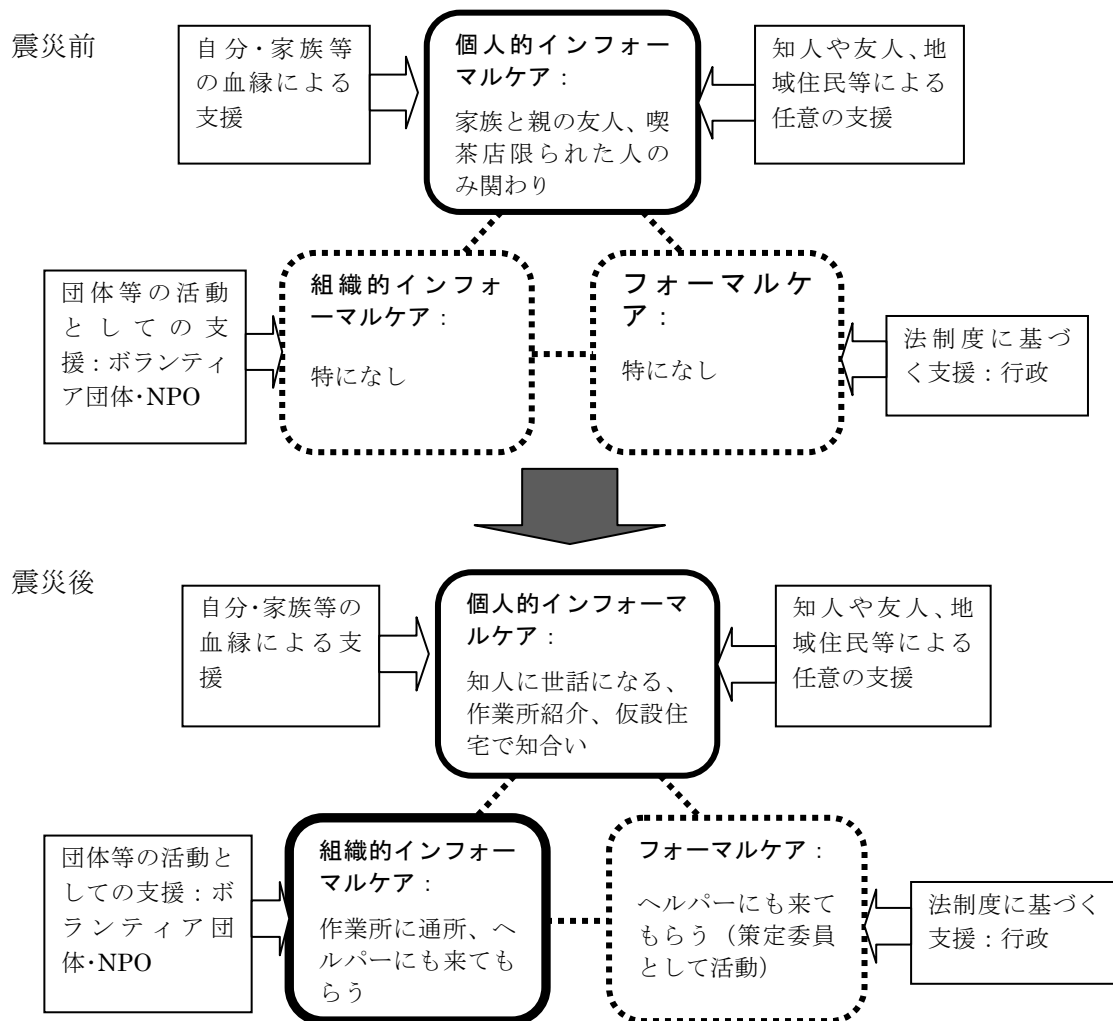 震災前
自分･家族等
の血縁による
支援
個人的インフォー
マルケア：
家族と親の友人、喫
茶店限られた人の
み関わり
知人や友人、地
域住民等による
任意の支援
団体等の活動
としての支
援：ボランティ
ア団体･NPO
組織的インフォ
ーマルケア：
特になし
フォーマルケ
ア：
特になし
法制度に基づ
く支援：行政
震災後
自分･家族等の
血縁による支
援
個人的インフォーマ
ルケア：
知人に世話になる、
作業所紹介、仮設住
宅で知合い
知人や友人、地
域住民等による
任意の支援
団体等の活動と
しての支援：ボ
ランティア団
体･NPO
組織的インフォー
マルケア：
作業所に通所、ヘ
ルパーにも来ても
らう
フォーマルケア：
ヘルパーにも来て
もらう（策定委員
として活動）
法制度に基づく
支援：行政